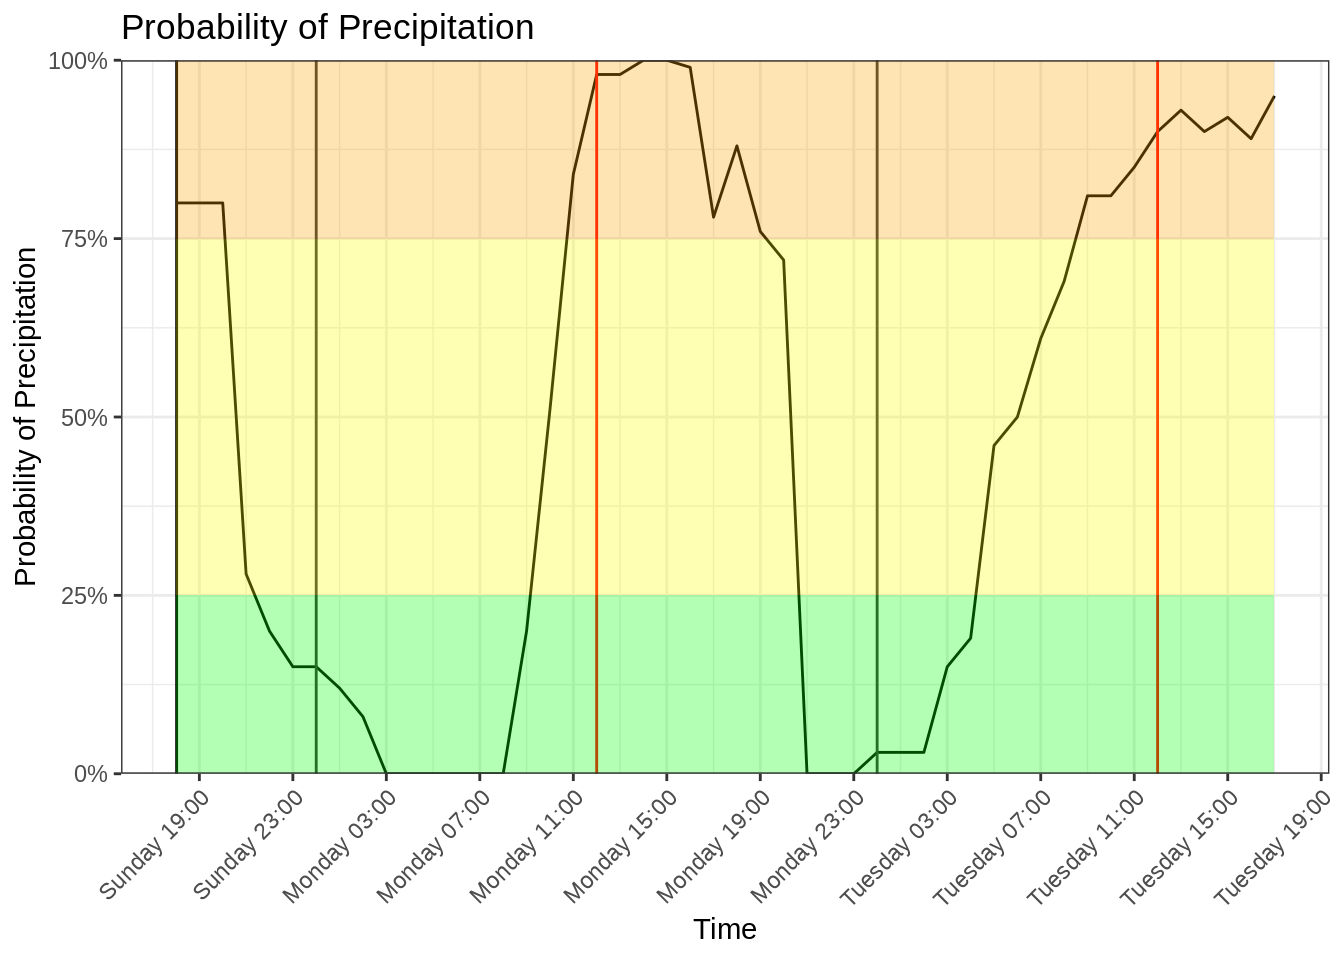 Probability of Precipitation
Probability of Precipitation
100%
75%
50%
25%
0%
Sunday 19:00
Sunday 23:00
Monday 03:00
Monday 07:00
Monday 11:00
Monday 15:00
Monday 19:00
Monday 23:00
Tuesday 03:00
Tuesday 07:00
Tuesday 11:00
Tuesday 15:00
Tuesday 19:00
Time